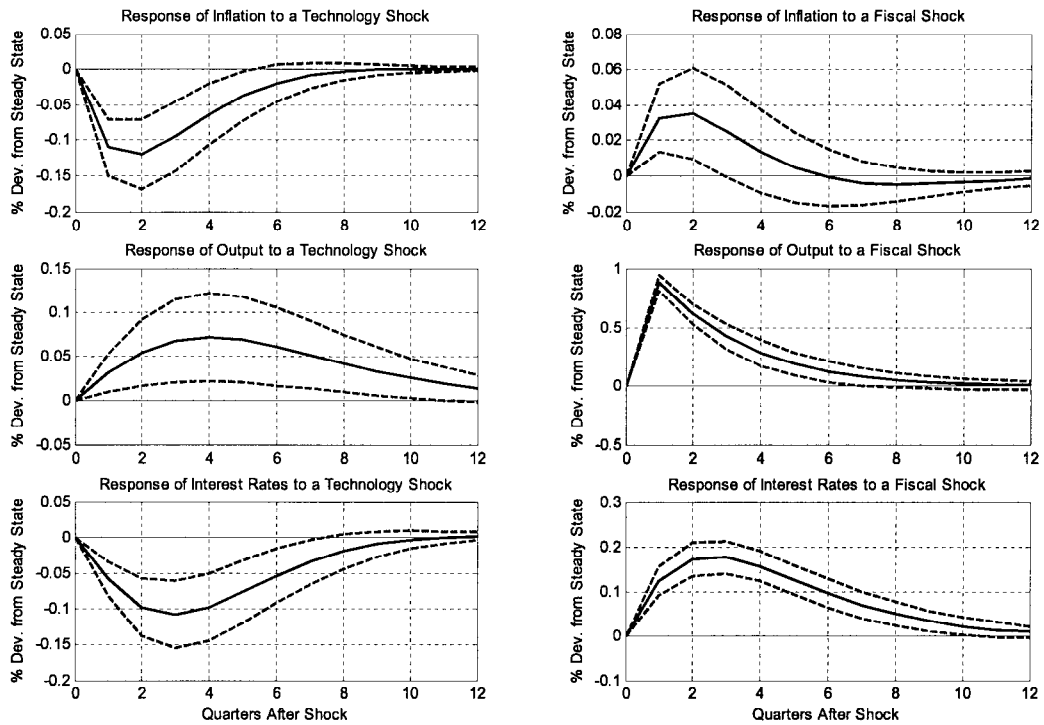 Response of Inflation to a Technology Shock
% Dev. from Steady State
0.05
0
-0.05
-0.1
-0.15
-0.2
0 2 4 6 8 10 12
Response of Inflation to a Fiscal Shock
% Dev. from Steady State
0.08
0.06
0.04
0.02
0
-0.02
0 2 4 6 8 10 12
Response of Output to a Technology Shock
% Dev. from Steady State
0.15
0.1
0.05
0
-0.05
0 2 4 6 8 10 12
Response of Output to a Fiscal Shock
% Dev. from Steady State
1
0.5
0
-0.5
0 2 4 6 8 10 12
Response of Interest Rates to a Technology Shock
% Dev. from Steady State
0.05
0
-0.05
-0.1
-0.15
-0.2
0 2 4 6 8 10 12
Quarters After Shock
Response of Interest Rates to a Fiscal Shock
% Dev. from Steady State
0.3
0.2
0.1
0
-0.1
0 2 4 6 8 10 12
Quarters After Shock